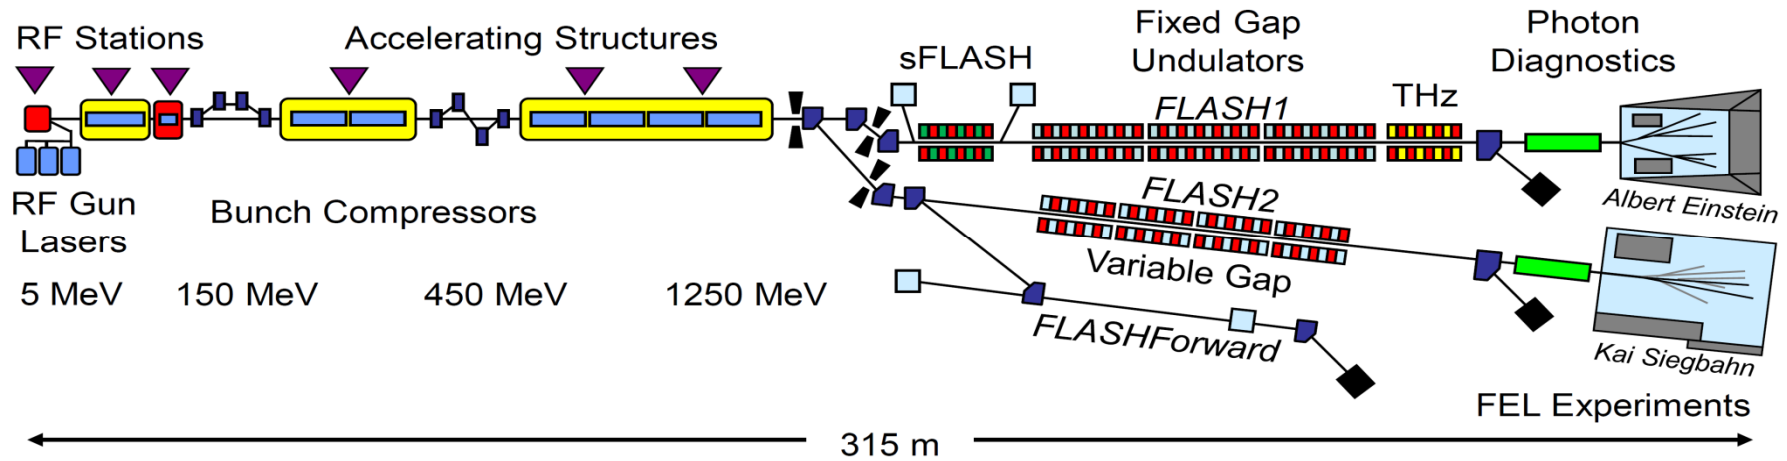 RF Stations
Accelerating Structures
sFLASH
Fixed Gap
Undulators
Photon
Diagnostics
FLASH1
THz
RF Gun
Lasers
Bunch Compressors
FLASH2
Variable Gap
Albert Einstein
5 MeV
150 MeV
450 MeV
1250 MeV
FLASHForward
Kai Siegbahn
FEL Experiments
315 m